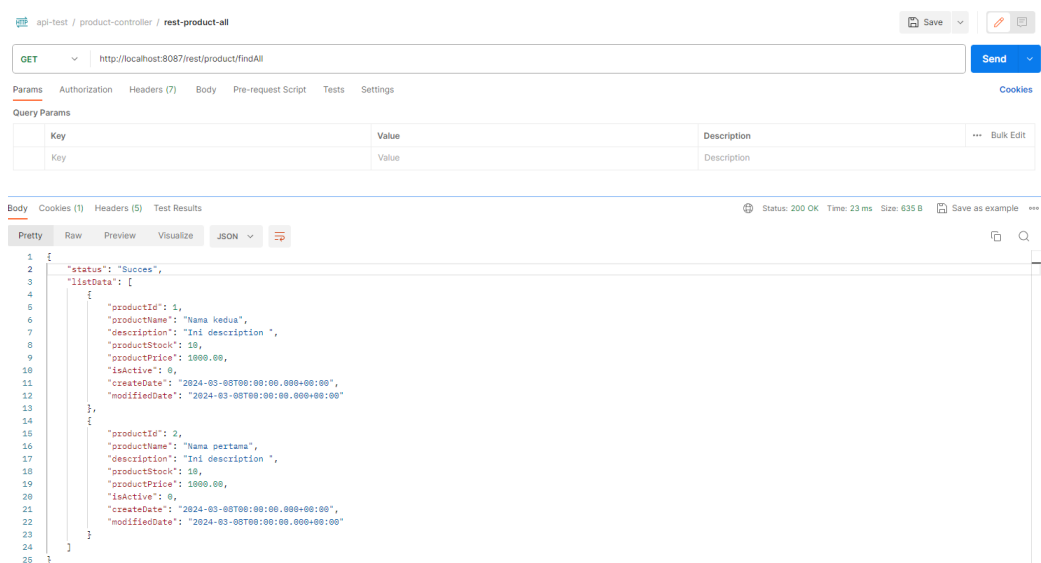 HTTP api-test / product-controller / rest-product-all Save
GET http://localhost:8087/rest/product/findAll Send
Params Authorization Headers (7) Body Pre-request Script Tests Settings Cookies
Query Params
Key Value Description ••• Bulk Edit
Key Value Description
Body Cookies (1) Headers (5) Test Results Status: 200 OK Time: 23 ms Size: 635 B Save as example
Pretty Raw Preview Visualize JSON
1 {
2 "status": "Succes",
3 "listData": [
4 {
5 "productId": 1,
6 "productName": "Nama kedua",
7 "description": "Ini description ",
8 "productStock": 10,
9 "productPrice": 1000.00,
10 "isActive": 0,
11 "createDate": "2024-03-08T00:00:00.000+00:00",
12 "modifiedDate": "2024-03-08T00:00:00.000+00:00"
13 },
14 {
15 "productId": 2,
16 "productName": "Nama pertama",
17 "description": "Ini description ",
18 "productStock": 10,
19 "productPrice": 1000.00,
20 "isActive": 0,
21 "createDate": "2024-03-08T00:00:00.000+00:00",
22 "modifiedDate": "2024-03-08T00:00:00.000+00:00"
23 }
24 ]
25 }